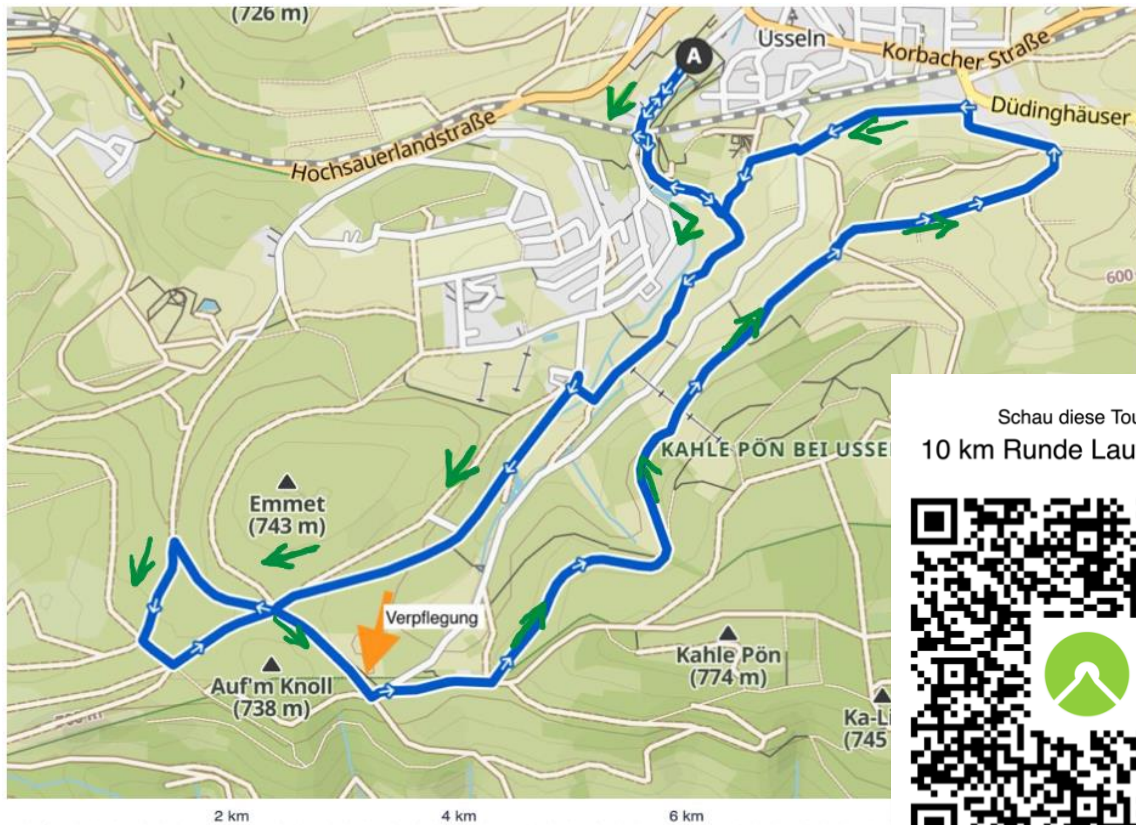 (726 m)
A
Usseln
Korbacher Straße
Düdinghäuser
Hochsauerlandstraße
600
KAHLE PÖN BEI USSE
Emmet
(743 m)
Verpflegung
Auf'm Knoll
(738 m)
Kahle Pön
(774 m)
Ka-Li
(745
2 km
4 km
6 km
Schau diese Tou
10 km Runde Lau